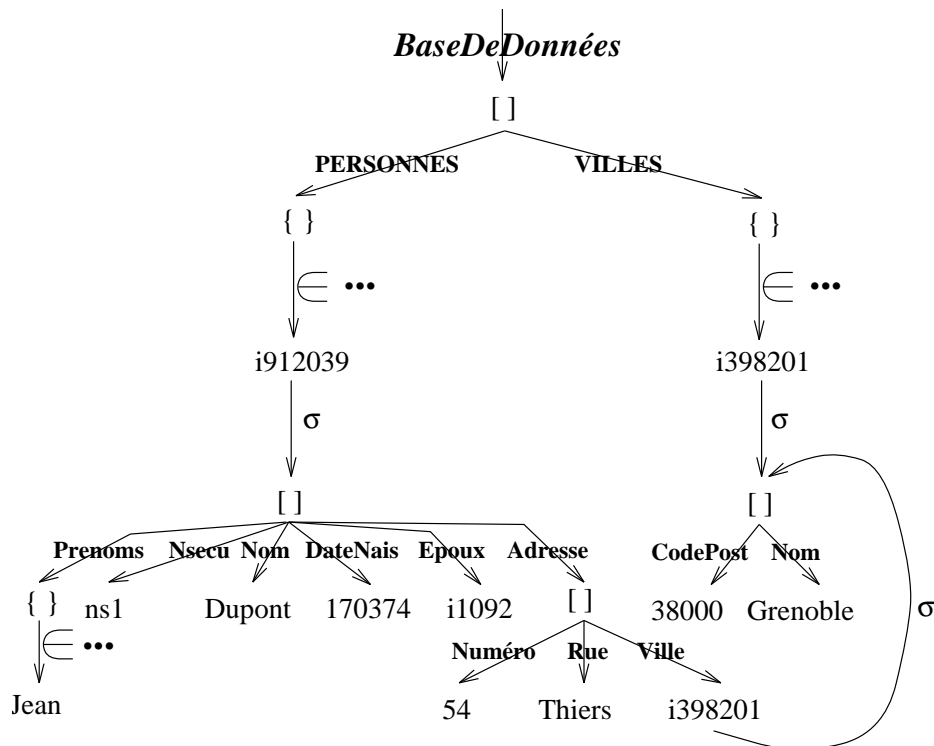 BaseDeDonnées
[ ]
PERSONNES VILLES
{ } { }
∈ ••• ∈ •••
i912039 i398201
σ σ
[ ] [ ]
Prenoms Nsecu Nom DateNais Epoux Adresse CodePost Nom
{ } ns1 Dupont 170374 i1092 [ ] 38000 Grenoble σ
∈ ••• Numéro Rue Ville
Jean 54 Thiers i398201